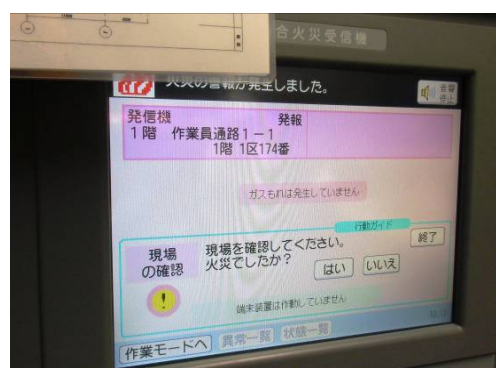 合火災受信機
火災の警報が発生しました。
音響
停止
発信機 発報
1階 作業員通路1-1
1階 1区174番
ガスもれは発生していません
行動ガイド
終了
現場
の確認
現場を確認してください。
火災でしたか?
はい いいえ
端末装置は作動していません
作業モードへ 異常一覧 状態一覧